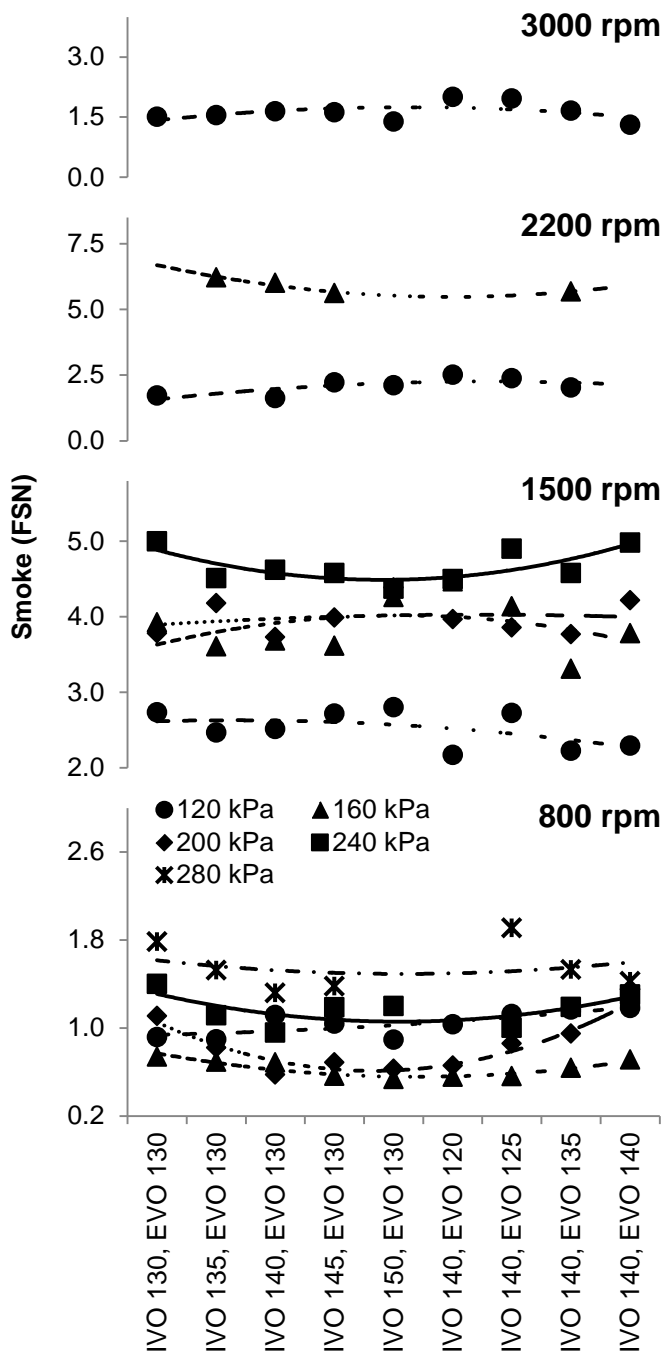 3000 rpm
3.0
1.5
0.0
2200 rpm
7.5
5.0
2.5
0.0
Smoke (FSN)
1500 rpm
5.0
4.0
3.0
2.0
120 kPa
160 kPa
800 rpm
200 kPa
240 kPa
280 kPa
2.6
1.8
1.0
0.2
IVO 130, EVO 130
IVO 135, EVO 130
IVO 140, EVO 130
IVO 145, EVO 130
IVO 150, EVO 130
IVO 140, EVO 120
IVO 140, EVO 125
IVO 140, EVO 135
IVO 140, EVO 140